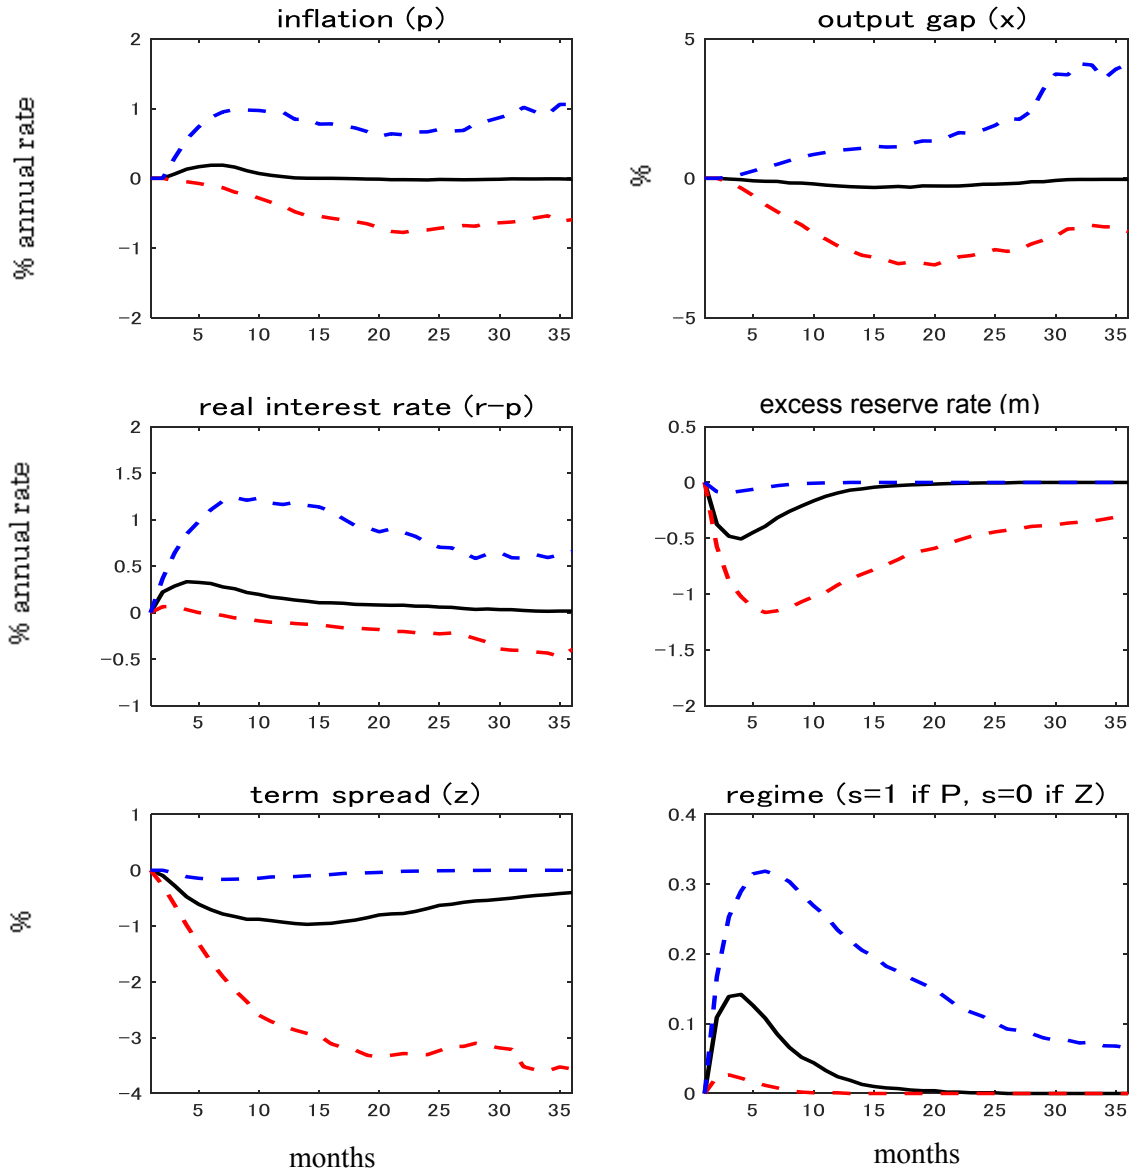 inflation (p)
output gap (x)
% annual rate
2
1
0
−1
−2
5 10 15 20 25 30 35
%
5
0
−5
5 10 15 20 25 30 35
real interest rate (r−p)
excess reserve rate (m)
% annual rate
2
1.5
1
0.5
0
−0.5
−1
5 10 15 20 25 30 35
0.5
0
−0.5
−1
−1.5
−2
5 10 15 20 25 30 35
term spread (z)
regime (s=1 if P, s=0 if Z)
%
1
0
−1
−2
−3
−4
5 10 15 20 25 30 35
0.4
0.3
0.2
0.1
0
5 10 15 20 25 30 35
months
months